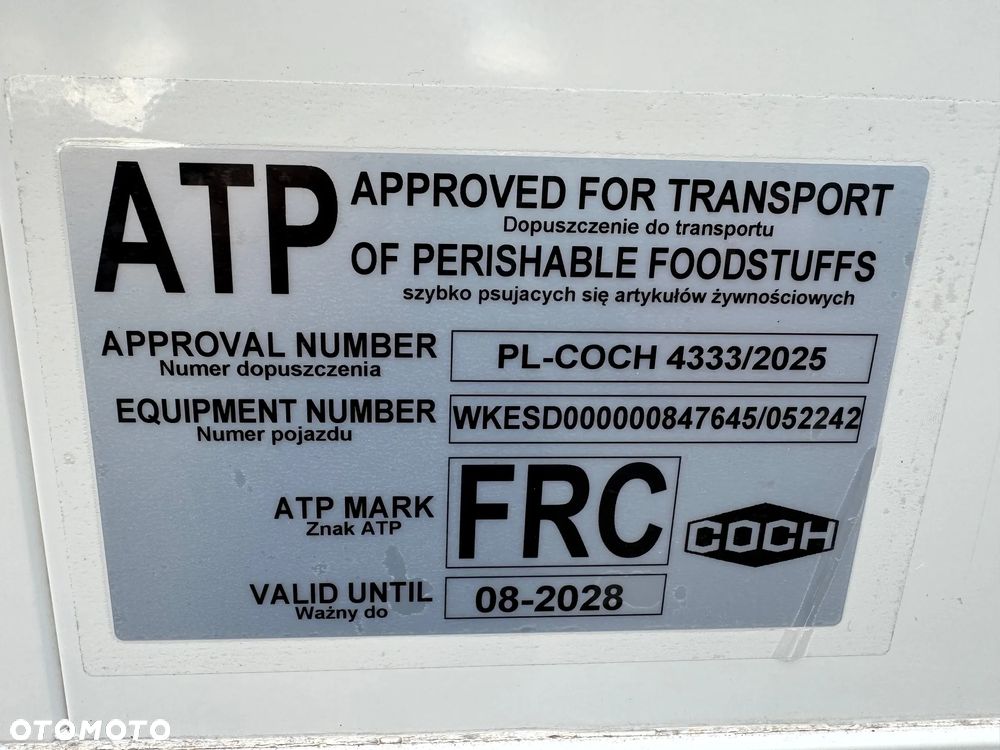 ATP
APPROVED FOR TRANSPORT
Dopuszczenie do transportu
OF PERISHABLE FOODSTUFFS
szybko psujacych się artykułów żywnościowych
APPROVAL NUMBER PL-COCH 4333/2025
Numer dopuszczenia
EQUIPMENT NUMBER WKESD000000847645/052242
Numer pojazdu
ATP MARK FRC
Znak ATP
COCH
VALID UNTIL 08-2028
Ważny do
OTOMOTO